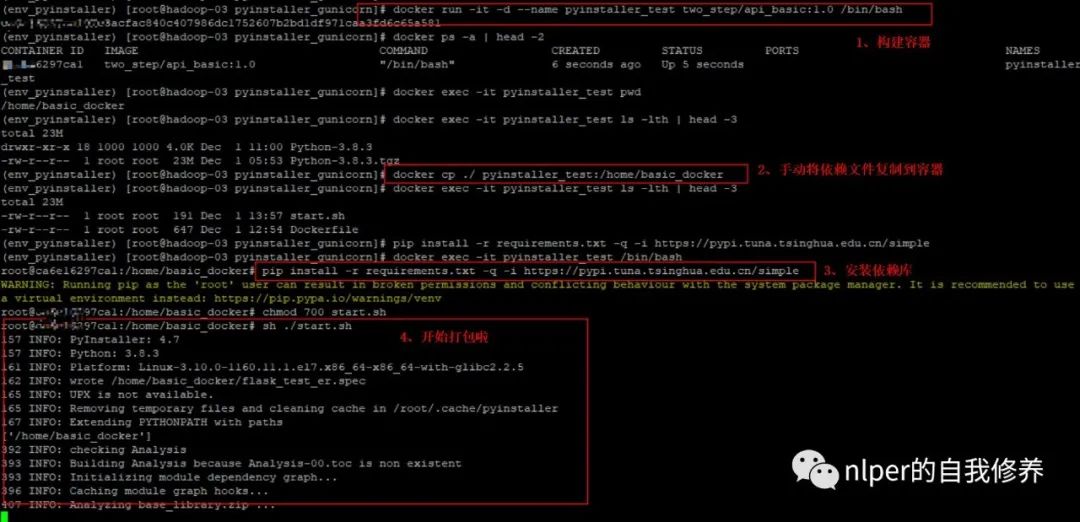 (env_pyinstaller) [root@hadoop-03 pyinstaller_gunicorn]# docker run -it -d --name pyinstaller_test two_step/api_basic:1.0 /bin/bash
3acfac840c407986dc1752607b2bd1df971caa3fd6c65a581
(env_pyinstaller) [root@hadoop-03 pyinstaller_gunicorn]# docker ps -a | head -2
1、构建容器
CONTAINER ID IMAGE COMMAND CREATED STATUS PORTS NAMES
6297ca1 two_step/api_basic:1.0 "/bin/bash" 6 seconds ago Up 5 seconds pyinstaller
_test
(env_pyinstaller) [root@hadoop-03 pyinstaller_gunicorn]# docker exec -it pyinstaller_test pwd
/home/basic_docker
(env_pyinstaller) [root@hadoop-03 pyinstaller_gunicorn]# docker exec -it pyinstaller_test ls -lth | head -3
total 23M
drwxr-xr-x 18 1000 1000 4.0K Dec 1 11:00 Python-3.8.3
-rw-r--r-- 1 root root 23M Dec 1 05:53 Python-3.8.3.tgz
(env_pyinstaller) [root@hadoop-03 pyinstaller_gunicorn]# docker cp ./ pyinstaller_test:/home/basic_docker
2、手动将依赖文件复制到容器
(env_pyinstaller) [root@hadoop-03 pyinstaller_gunicorn]# docker exec -it pyinstaller_test ls -lth | head -3
total 23M
-rw-r--r-- 1 root root 191 Dec 1 13:57 start.sh
-rw-r--r-- 1 root root 647 Dec 1 12:54 Dockerfile
(env_pyinstaller) [root@hadoop-03 pyinstaller_gunicorn]# pip install -r requirements.txt -q -i https://pypi.tuna.tsinghua.edu.cn/simple
(env_pyinstaller) [root@hadoop-03 pyinstaller_gunicorn]# docker exec -it pyinstaller_test /bin/bash
root@ca6e16297ca1:/home/basic_docker# pip install -r requirements.txt -q -i https://pypi.tuna.tsinghua.edu.cn/simple
3、安装依赖库
WARNING: Running pip as the 'root' user can result in broken permissions and conflicting behaviour with the system package manager. It is recommended to use
a virtual environment instead: https://pip.pypa.io/warnings/venv
297ca1:/home/basic_docker# chmod 700 start.sh
297ca1:/home/basic_docker# sh ./start.sh
4、开始打包啦
157 INFO: PyInstaller: 4.7
157 INFO: Python: 3.8.3
161 INFO: Platform: Linux-3.10.0-1160.11.1.el7.x86_64-x86_64-with-glibc2.2.5
162 INFO: wrote /home/basic_docker/flask_test_er.spec
165 INFO: UPX is not available.
165 INFO: Removing temporary files and cleaning cache in /root/.cache/pyinstaller
167 INFO: Extending PYTHONPATH with paths
['/home/basic_docker']
392 INFO: checking Analysis
393 INFO: Building Analysis because Analysis-00.toc is non existent
393 INFO: Initializing module dependency graph...
396 INFO: Caching module graph hooks...
407 INFO: Analyzing base_library.zip ...
nlper的自我修养